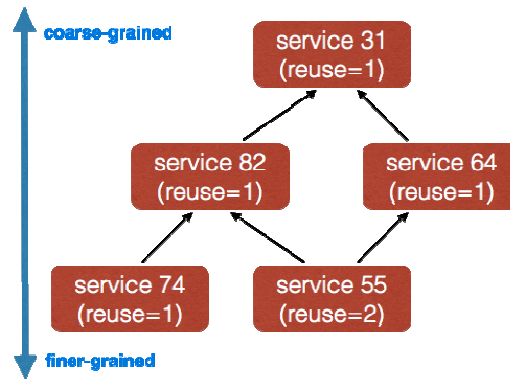 coarse-grained
service 31
(reuse=1)
service 82
(reuse=1)
service 64
(reuse=1)
service 74
(reuse=1)
service 55
(reuse=2)
finer-grained